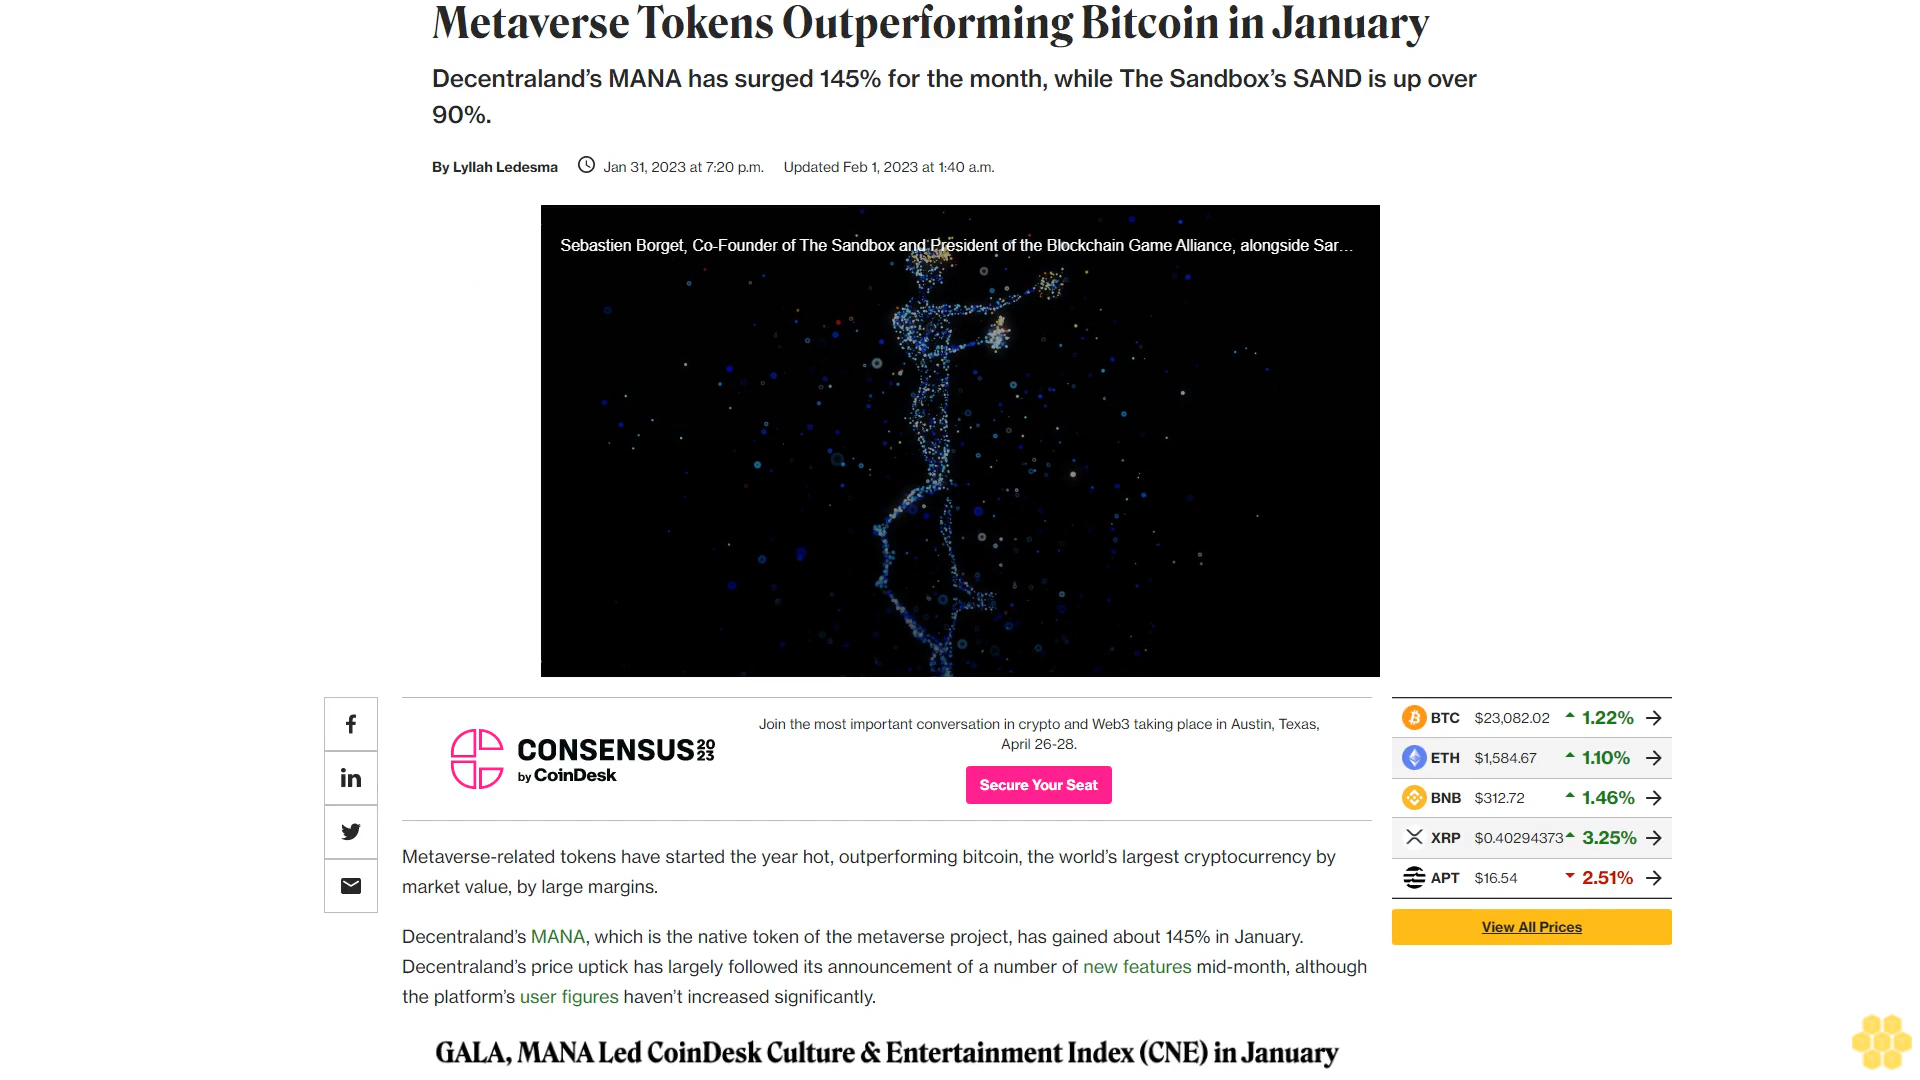 Metaverse Tokens Outperforming Bitcoin in January
Decentraland’s MANA has surged 145% for the month, while The Sandbox’s SAND is up over
90%.
By Lyllah Ledesma Jan 31, 2023 at 7:20 p.m. Updated Feb 1, 2023 at 1:40 a.m.
Sebastien Borget, Co-Founder of The Sandbox and President of the Blockchain Game Alliance, alongside Sar...
CONSENSUS 20 23
by CoinDesk
Join the most important conversation in crypto and Web3 taking place in Austin, Texas,
April 26-28.
Secure Your Seat
Metaverse-related tokens have started the year hot, outperforming bitcoin, the world’s largest cryptocurrency by
market value, by large margins.
Decentraland’s MANA, which is the native token of the metaverse project, has gained about 145% in January.
Decentraland’s price uptick has largely followed its announcement of a number of new features mid-month, although
the platform’s user figures haven’t increased significantly.
GALA, MANA Led CoinDesk Culture & Entertainment Index (CNE) in January
BTC $23,082.02 1.22%
ETH $1,584.67 1.10%
BNB $312.72 1.46%
XRP $0.40294373 3.25%
APT $16.54 2.51%
View All Prices